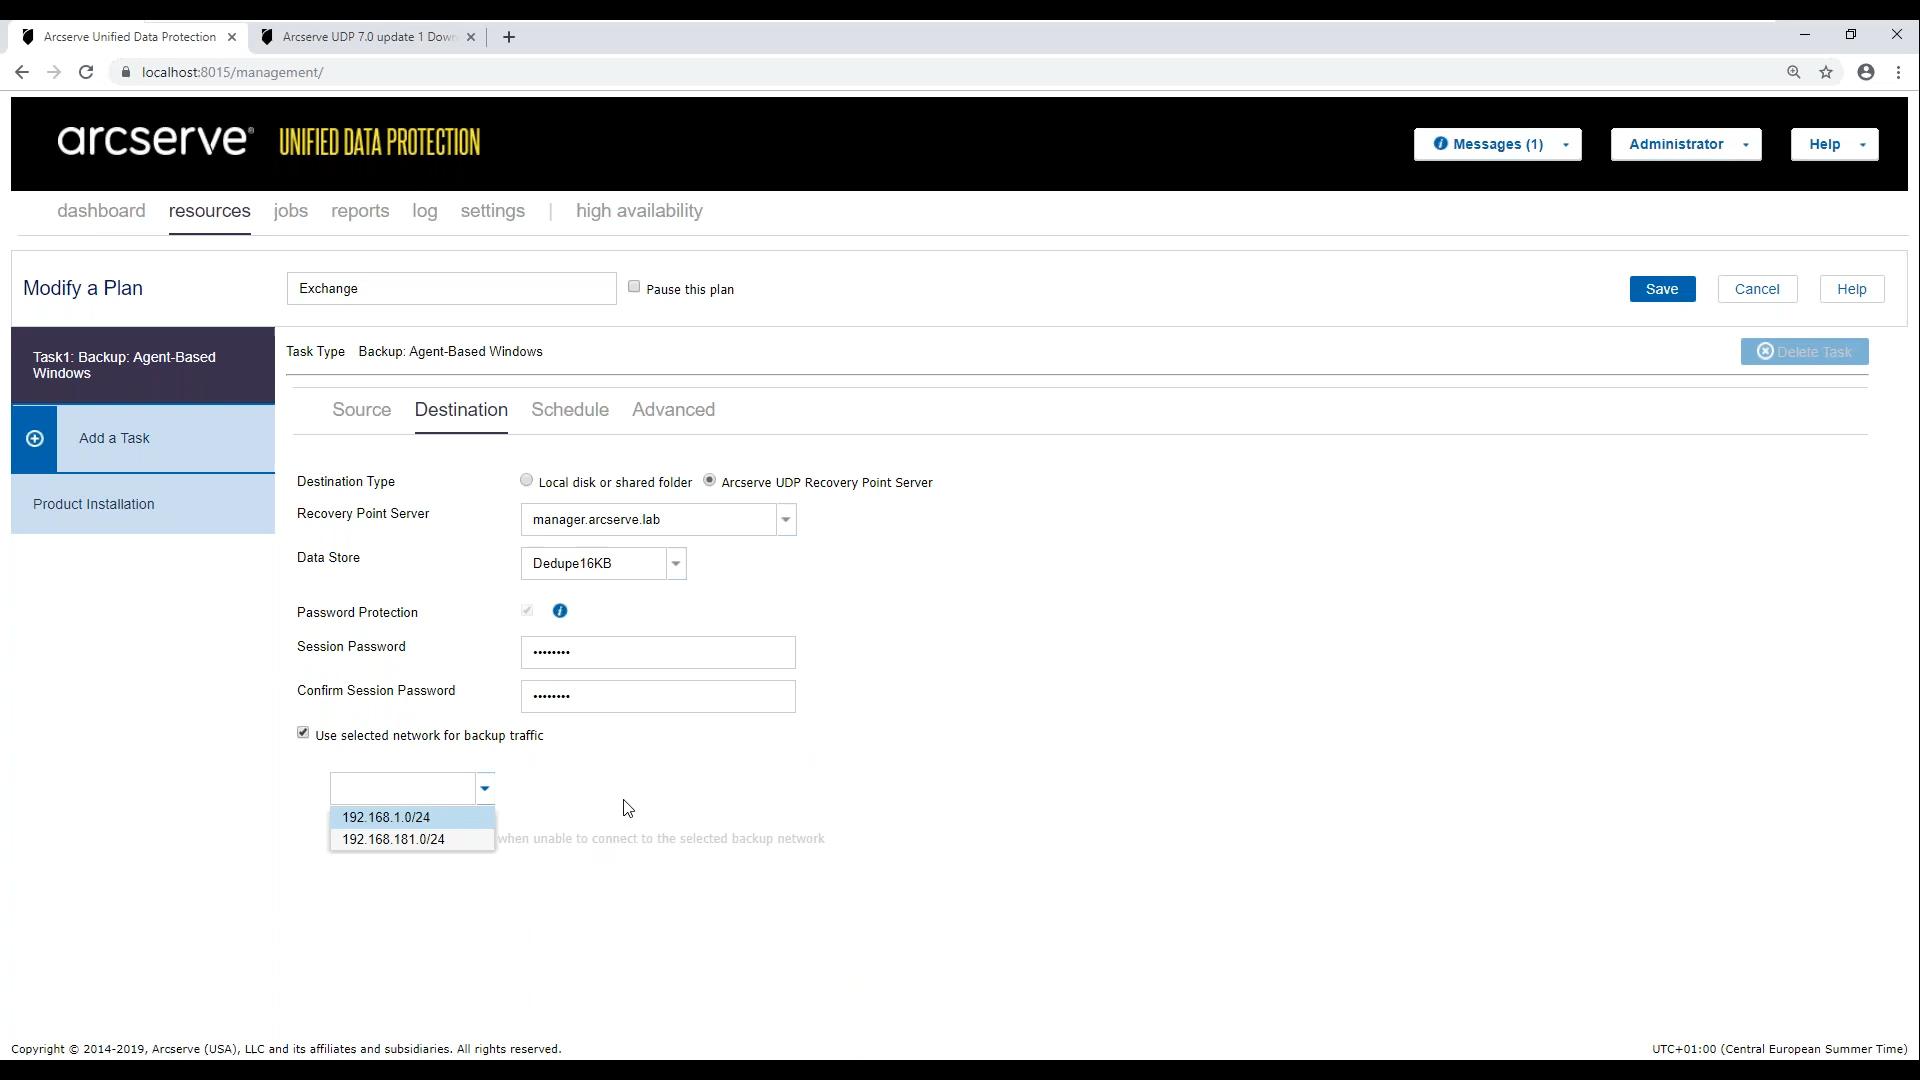 Arcserve Unified Data Protection
Arcserve UDP 7.0 update 1 Down
localhost:8015/management/
arcserve® UNIFIED DATA PROTECTION
Messages (1)
Administrator
Help
dashboard resources jobs reports log settings | high availability
Modify a Plan
Exchange
Pause this plan
Save
Cancel
Help
Task1: Backup: Agent-Based
Windows
Add a Task
Product Installation
Task Type Backup: Agent-Based Windows
Delete Task
Source Destination Schedule Advanced
Destination Type
Local disk or shared folder
Arcserve UDP Recovery Point Server
Recovery Point Server
manager.arcserve.lab
Data Store
Dedupe16KB
Password Protection
Session Password
••••••••
Confirm Session Password
••••••••
Use selected network for backup traffic
192.168.1.0/24
192.168.181.0/24
when unable to connect to the selected backup network
Copyright © 2014-2019, Arcserve (USA), LLC and its affiliates and subsidiaries. All rights reserved.
UTC+01:00 (Central European Summer Time)